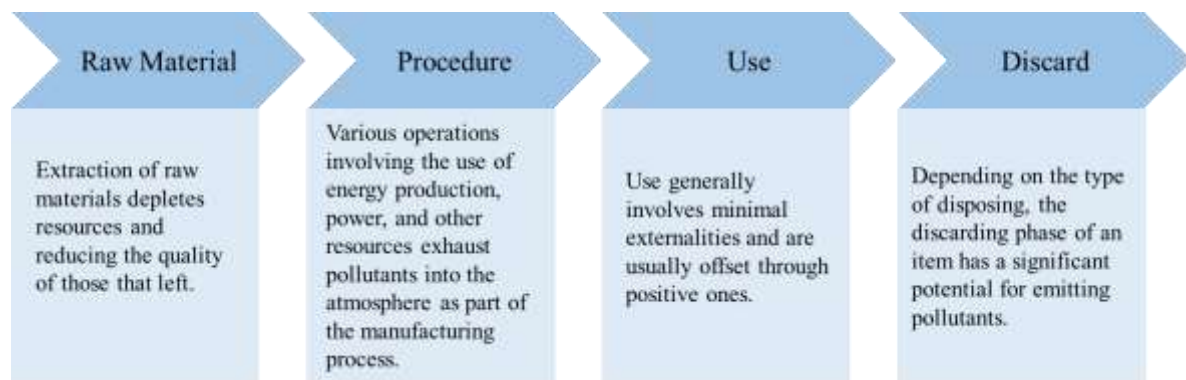 Raw Material
Extraction of raw
materials depletes
resources and
reducing the quality
of those that left.
Procedure
Various operations
involving the use of
energy production,
power, and other
resources exhaust
pollutants into the
atmosphere as part of
the manufacturing
process.
Use
Use generally
involves minimal
externalities and are
usually offset through
positive ones.
Discard
Depending on the type
of disposing, the
discarding phase of an
item has a significant
potential for emitting
pollutants.